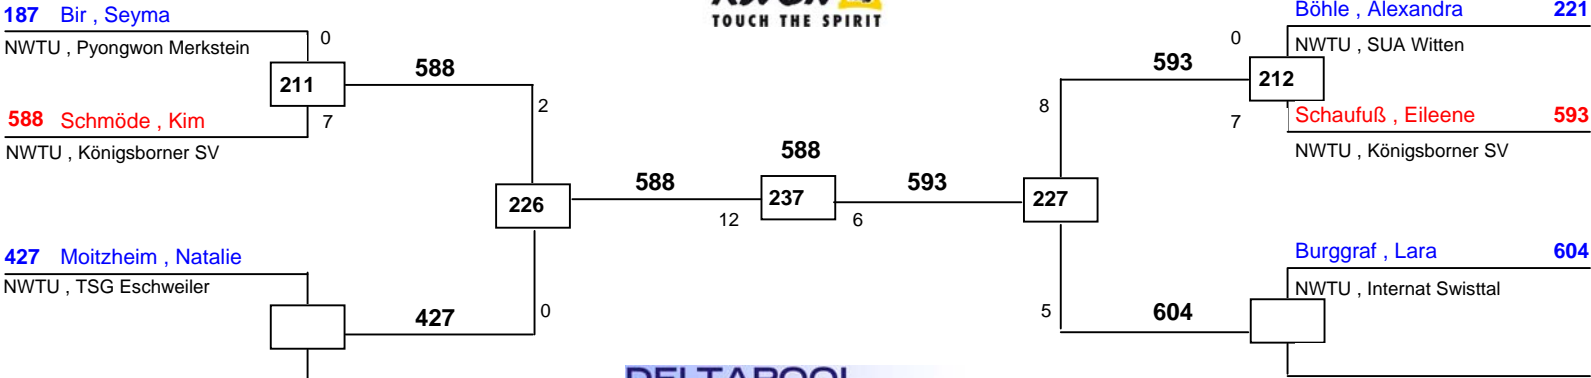 TOUCH THE SPIRIT
187 Bir , Seyma
NWTU , Pyongwon Merkstein
0
211
588
588 Schmöde , Kim
7
NWTU , Königsborner SV
2
226
588
427 Moitzheim , Natalie
NWTU , TSG Eschweiler
427
0
588
12
237
6
593
Böhle , Alexandra 221
0
NWTU , SUA Witten
593
212
8
7
Schaufuß , Eileene 593
NWTU , Königsborner SV
227
Burggraf , Lara 604
NWTU , Internat Swisttal
5
604